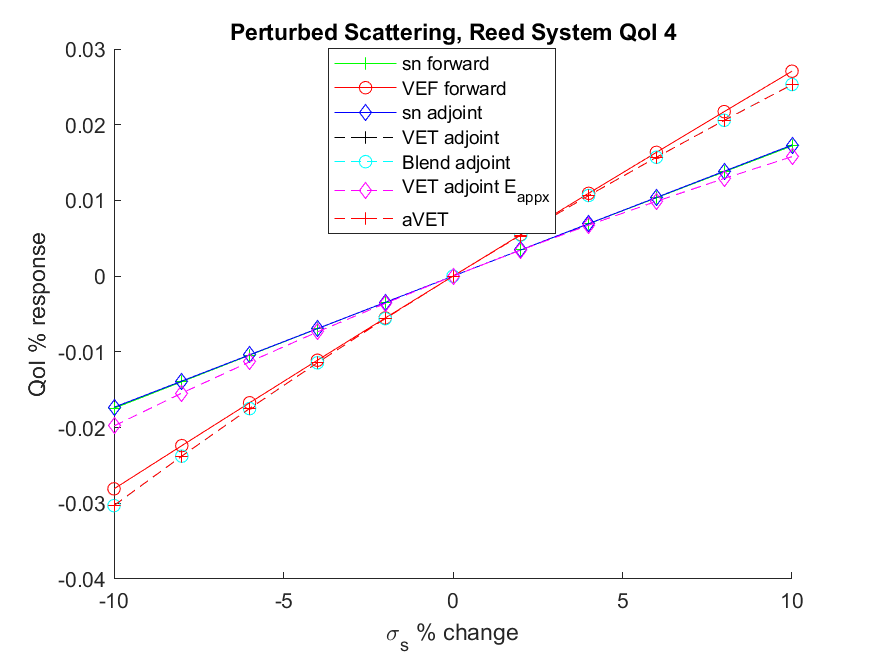 Perturbed Scattering, Reed System QoI 4
0.03
0.02
0.01
0
-0.01
-0.02
-0.03
-0.04
QoI % response
sn forward
VEF forward
sn adjoint
VET adjoint
Blend adjoint
VET adjoint E_appx
aVET
-10
-5
0
5
10
σ_s % change